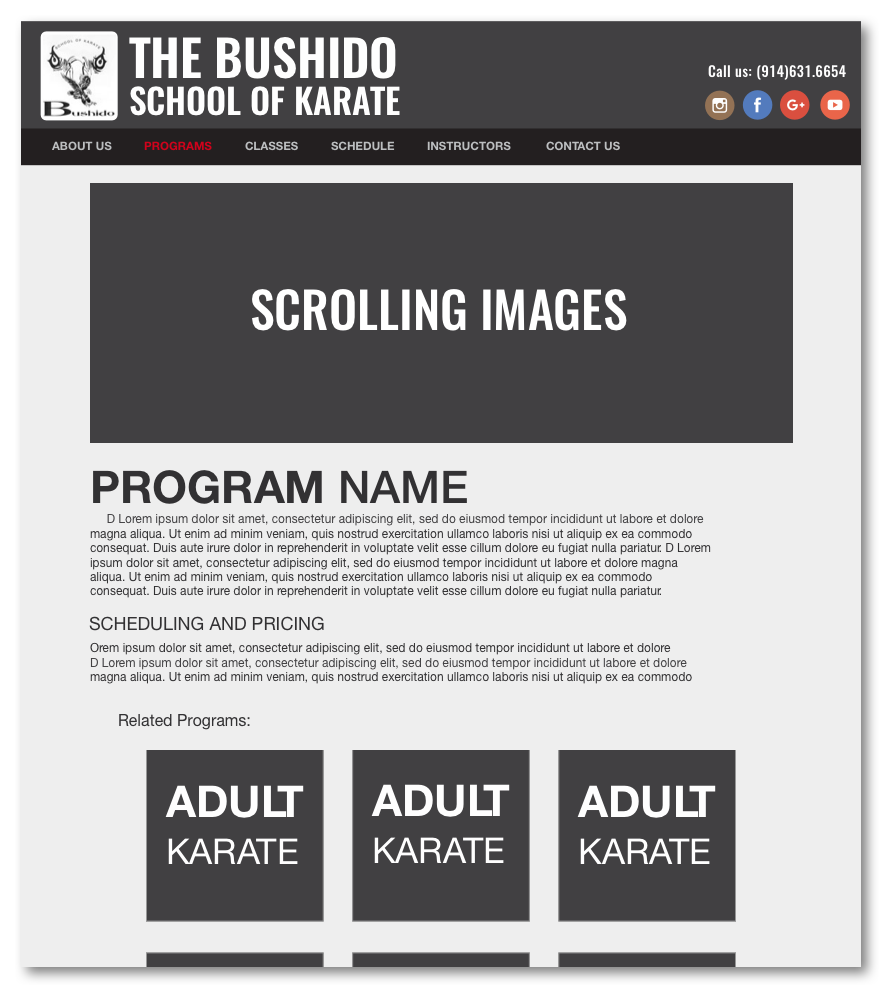 SCHOOL OF KARATE
Bushido
THE BUSHIDO
SCHOOL OF KARATE
Call us: (914)631.6654
f
G+
ABOUT US PROGRAMS CLASSES SCHEDULE INSTRUCTORS CONTACT US
SCROLLING IMAGES
PROGRAM NAME
D Lorem ipsum dolor sit amet, consectetur adipiscing elit, sed do eiusmod tempor incididunt ut labore et dolore
magna aliqua. Ut enim ad minim veniam, quis nostrud exercitation ullamco laboris nisi ut aliquip ex ea commodo
consequat. Duis aute irure dolor in reprehenderit in voluptate velit esse cillum dolore eu fugiat nulla pariatur. D Lorem
ipsum dolor sit amet, consectetur adipiscing elit, sed do eiusmod tempor incididunt ut labore et dolore magna
aliqua. Ut enim ad minim veniam, quis nostrud exercitation ullamco laboris nisi ut aliquip ex ea commodo
consequat. Duis aute irure dolor in reprehenderit in voluptate velit esse cillum dolore eu fugiat nulla pariatur.
SCHEDULING AND PRICING
Orem ipsum dolor sit amet, consectetur adipiscing elit, sed do eiusmod tempor incididunt ut labore et dolore
D Lorem ipsum dolor sit amet, consectetur adipiscing elit, sed do eiusmod tempor incididunt ut labore et dolore
magna aliqua. Ut enim ad minim veniam, quis nostrud exercitation ullamco laboris nisi ut aliquip ex ea commodo
Related Programs:
ADULT ADULT ADULT
KARATE KARATE KARATE